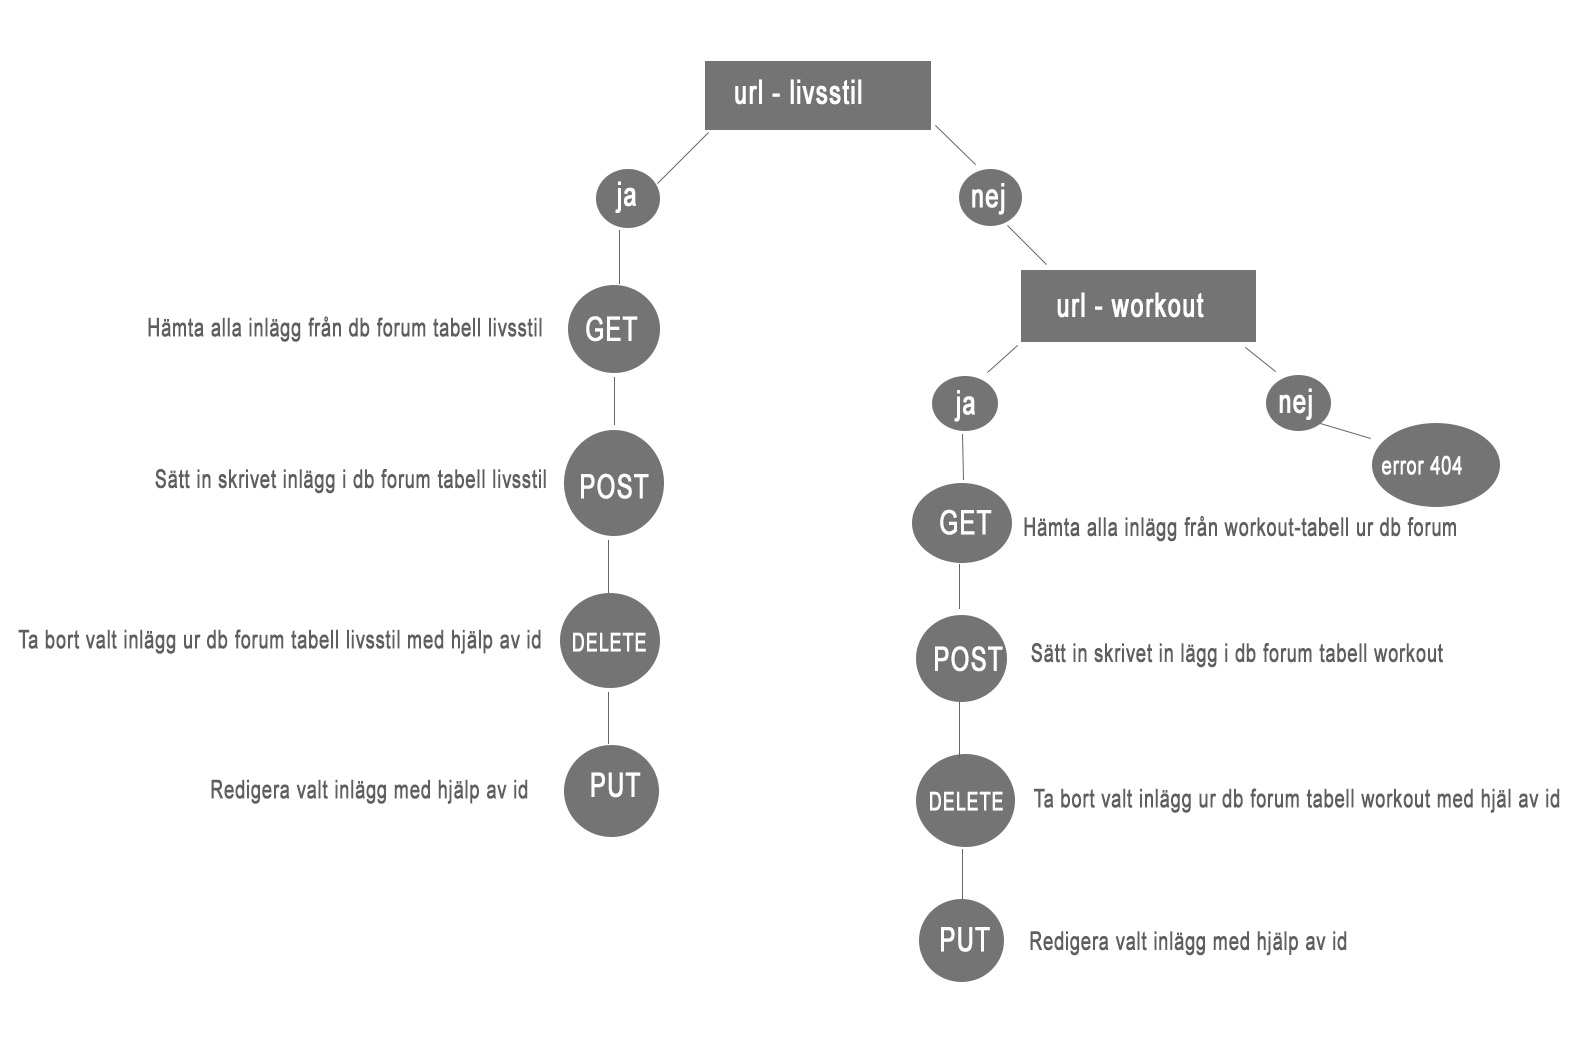 url - livsstil
ja
nej
url - workout
Hämta alla inlägg från db forum tabell livsstil
GET
ja
nej
error 404
Sätt in skrivet inlägg i db forum tabell livsstil
POST
GET
Hämta alla inlägg från workout-tabell ur db forum
Ta bort valt inlägg ur db forum tabell livsstil med hjälp av id
DELETE
POST
Sätt in skrivet in lägg i db forum tabell workout
Redigera valt inlägg med hjälp av id
PUT
DELETE
Ta bort valt inlägg ur db forum tabell workout med hjäl av id
PUT
Redigera valt inlägg med hjälp av id